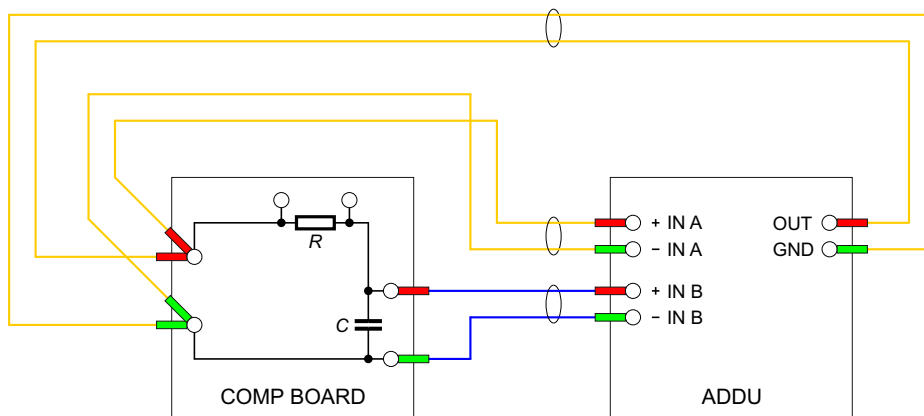 R
C
COMP BOARD
+ IN A
− IN A
+ IN B
− IN B
OUT
GND
ADDU